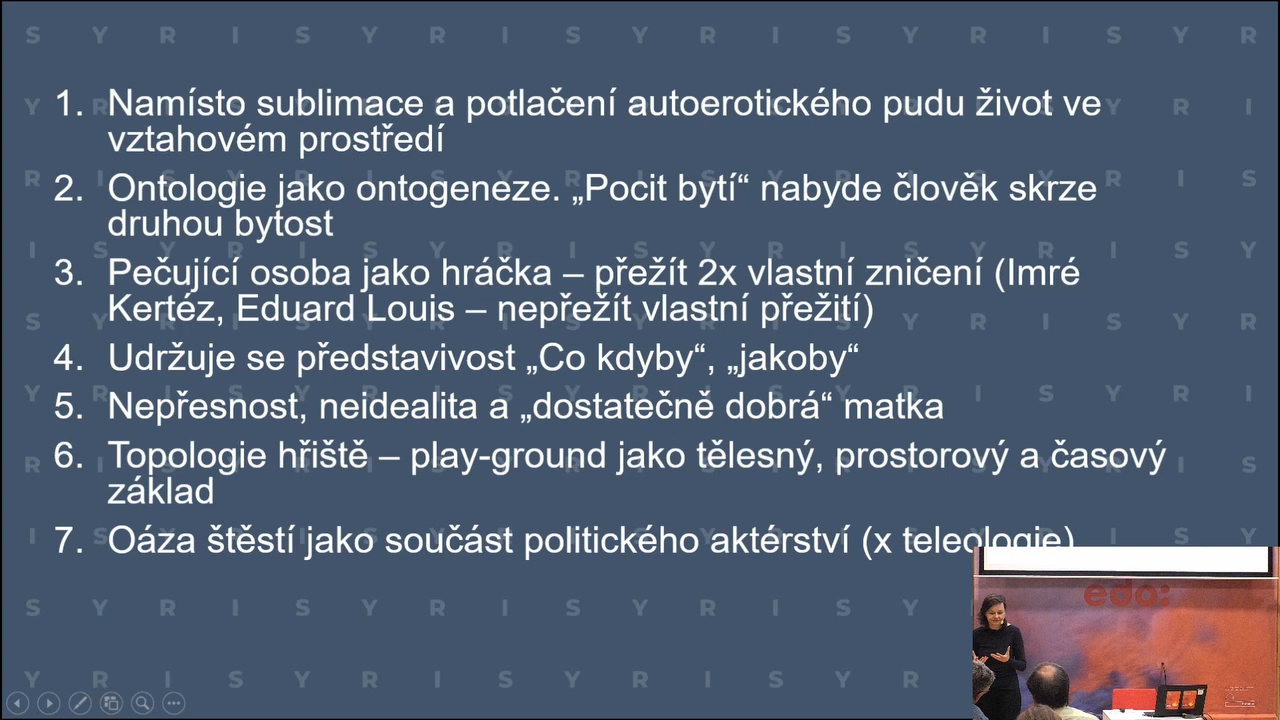 S Y R I S Y R I S Y R I S Y R I S Y R
1. Namísto sublimace a potlačení autoerotického pudu život ve
vztahovém prostředí
2. Ontologie jako ontogeneze. „Pocit bytí“ nabyde člověk skrze
druhou bytost
3. Pečující osoba jako hráčka – přežít 2x vlastní zničení (Imré
Kertéz, Eduard Louis – nepřežít vlastní přežití)
4. Udržuje se představivost „Co kdyby“, „jakoby“
5. Nepřesnost, neidealita a „dostatečně dobrá“ matka
6. Topologie hřiště – play-ground jako tělesný, prostorový a časový
základ
7. Oáza štěstí jako součást politického aktérství (x teleologie)
edo:
S Y R I S Y R I S Y R I S Y
Y R I S Y R I S Y R I S Y R